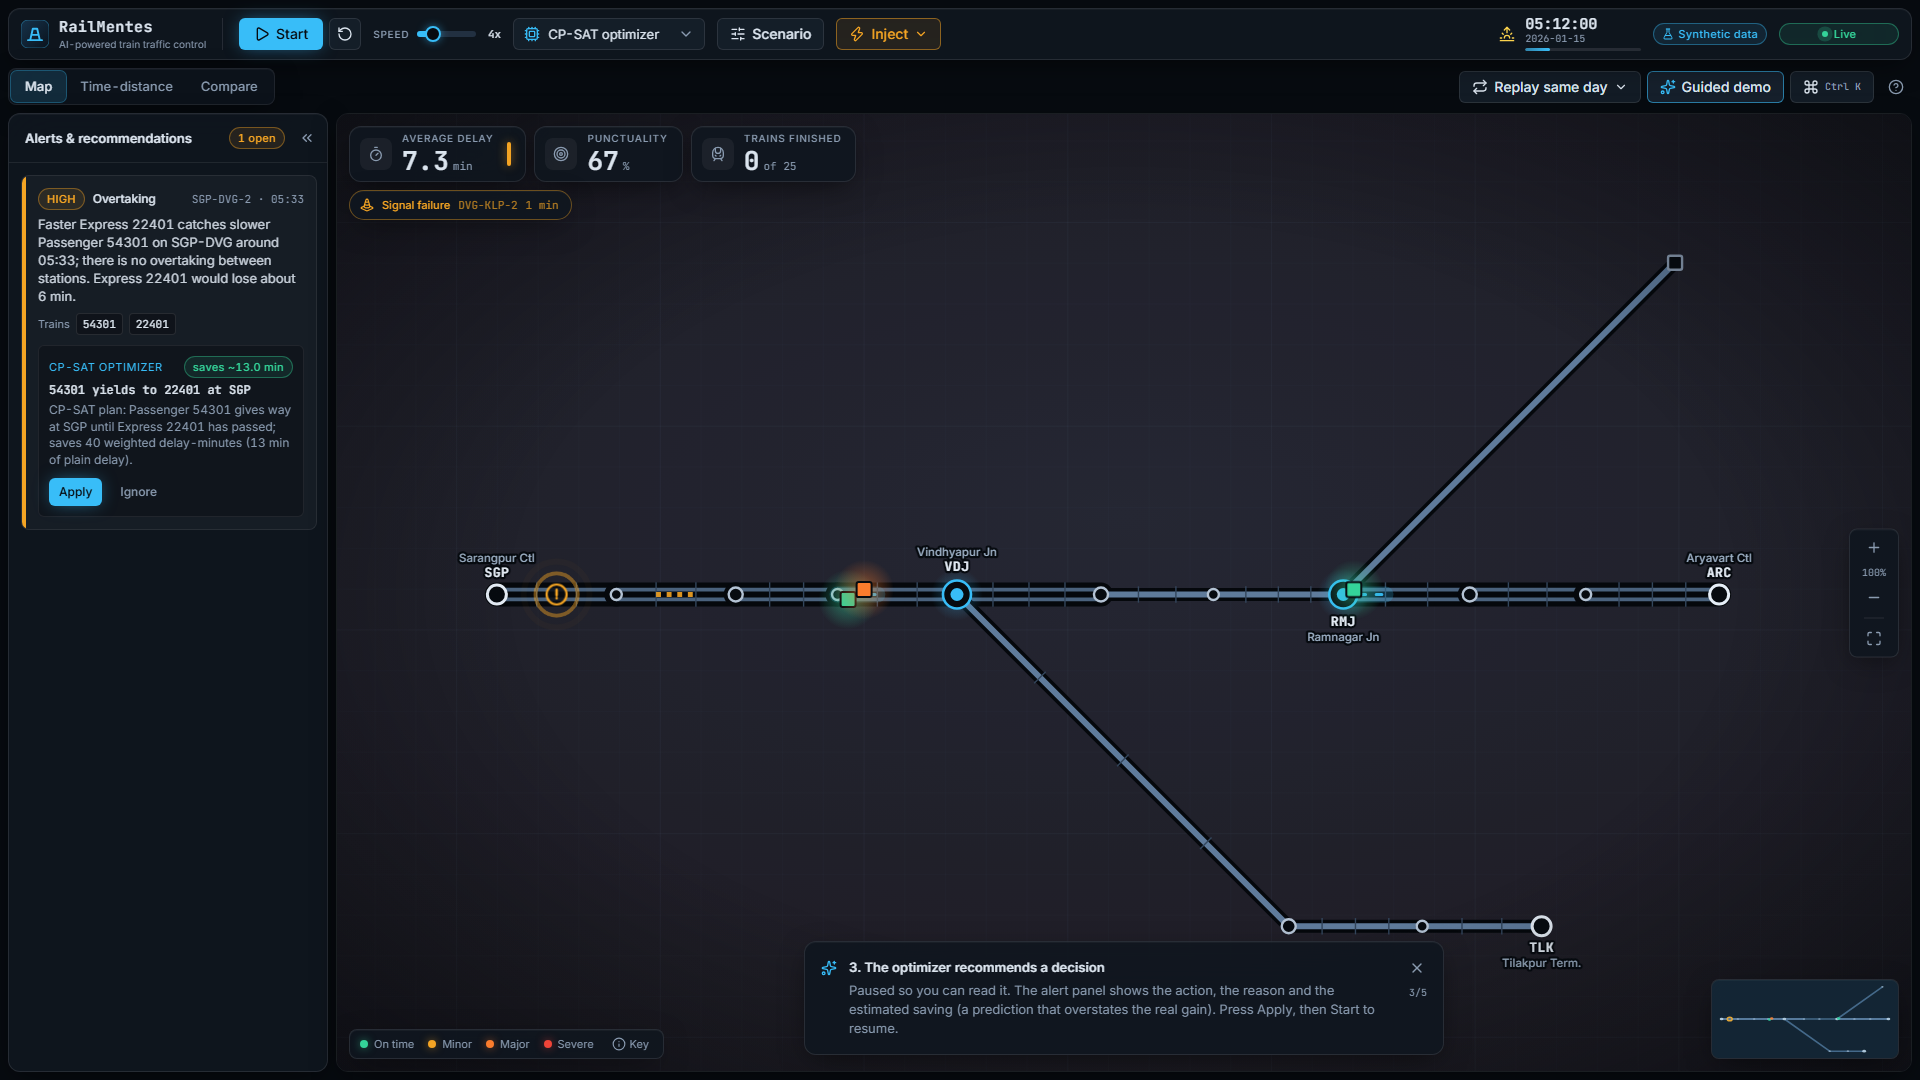 RailMentes
AI-powered train traffic control
Start
SPEED
4x
CP-SAT optimizer
Scenario
Inject
05:12:00
2026-01-15
Synthetic data
Live
Map
Time-distance
Compare
Replay same day
Guided demo
Ctrl K
Alerts & recommendations
1 open
HIGH Overtaking SGP-DVG-2 · 05:33
Faster Express 22401 catches slower
Passenger 54301 on SGP-DVG around
05:33; there is no overtaking between
stations. Express 22401 would lose about
6 min.
Trains 54301 22401
CP-SAT OPTIMIZER saves ~13.0 min
54301 yields to 22401 at SGP
CP-SAT plan: Passenger 54301 gives way
at SGP until Express 22401 has passed;
saves 40 weighted delay-minutes (13 min
of plain delay).
Apply
Ignore
AVERAGE DELAY
7.3 min
PUNCTUALITY
67 %
TRAINS FINISHED
0 of 25
Signal failure DVG-KLP-2 1 min
Sarangpur Ctl
SGP
Vindhyapur Jn
VDJ
RMJ
Ramnagar Jn
Aryavart Ctl
ARC
TLK
Tilakpur Term.
100%
3. The optimizer recommends a decision
Paused so you can read it. The alert panel shows the action, the reason and the
estimated saving (a prediction that overstates the real gain). Press Apply, then Start to
resume.
3/5
On time
Minor
Major
Severe
Key